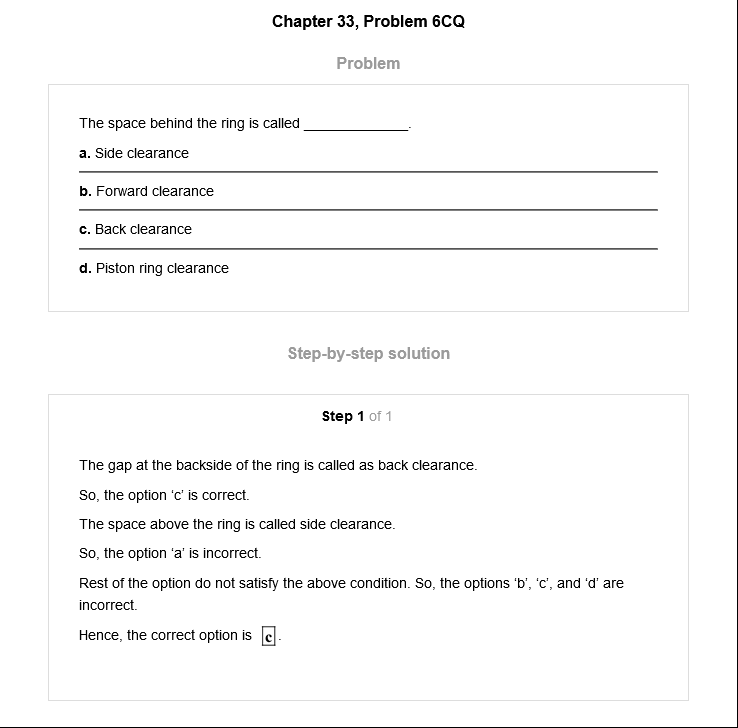 Chapter 33, Problem 6CQ
Problem
The space behind the ring is called ______________.
a. Side clearance
b. Forward clearance
c. Back clearance
d. Piston ring clearance
Step-by-step solution
Step 1 of 1
The gap at the backside of the ring is called as back clearance.
So, the option ‘c’ is correct.
The space above the ring is called side clearance.
So, the option ‘a’ is incorrect.
Rest of the option do not satisfy the above condition. So, the options ‘b’, ‘c’, and ‘d’ are
incorrect.
Hence, the correct option is c.